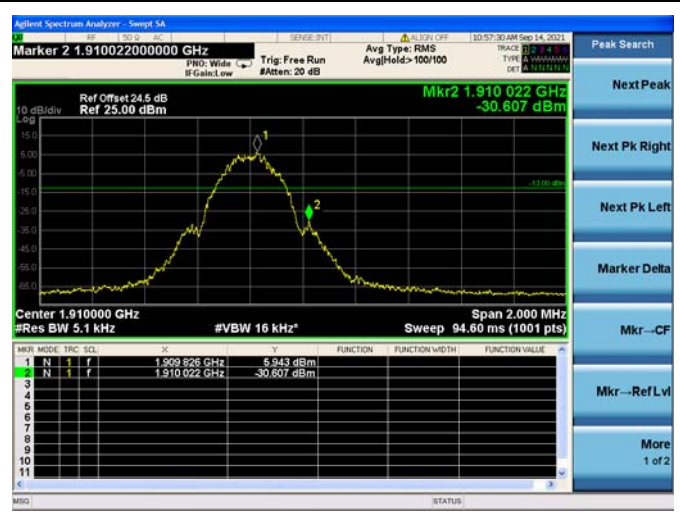 Agilent Spectrum Analyzer - Swept SA
RF 50 Ω AC SENSE:INT ALIGN OFF 10:57:30 AM Sep 14, 2021
Marker 2 1.910022000000 GHz
Avg Type: RMS
TRACE 1 2 3 4 5 6
PNO: Wide Trig: Free Run Avg|Hold:>100/100 TYPE
IFGain:Low #Atten: 20 dB DET A N N N N N
Peak Search
Ref Offset 24.5 dB
10 dB/div Ref 25.00 dBm
Log
Mkr2 1.910 022 GHz
-30.607 dBm
15.0
5.00
-5.00
-15.0
-25.0
-35.0
-45.0
-55.0
-65.0
1
2
-13.00 dBm
Center 1.910000 GHz Span 2.000 MHz
#Res BW 5.1 kHz #VBW 16 kHz* Sweep 94.60 ms (1001 pts)
MKR MODE TRC SCL X Y FUNCTION FUNCTION WIDTH FUNCTION VALUE
1 N 1 f 1.909 826 GHz 5.943 dBm
2 N 1 f 1.910 022 GHz -30.607 dBm
3
4
5
6
7
8
9
10
11
MSG STATUS
Next Peak
Next Pk Right
Next Pk Left
Marker Delta
Mkr→CF
Mkr→Ref Lvl
More
1 of 2